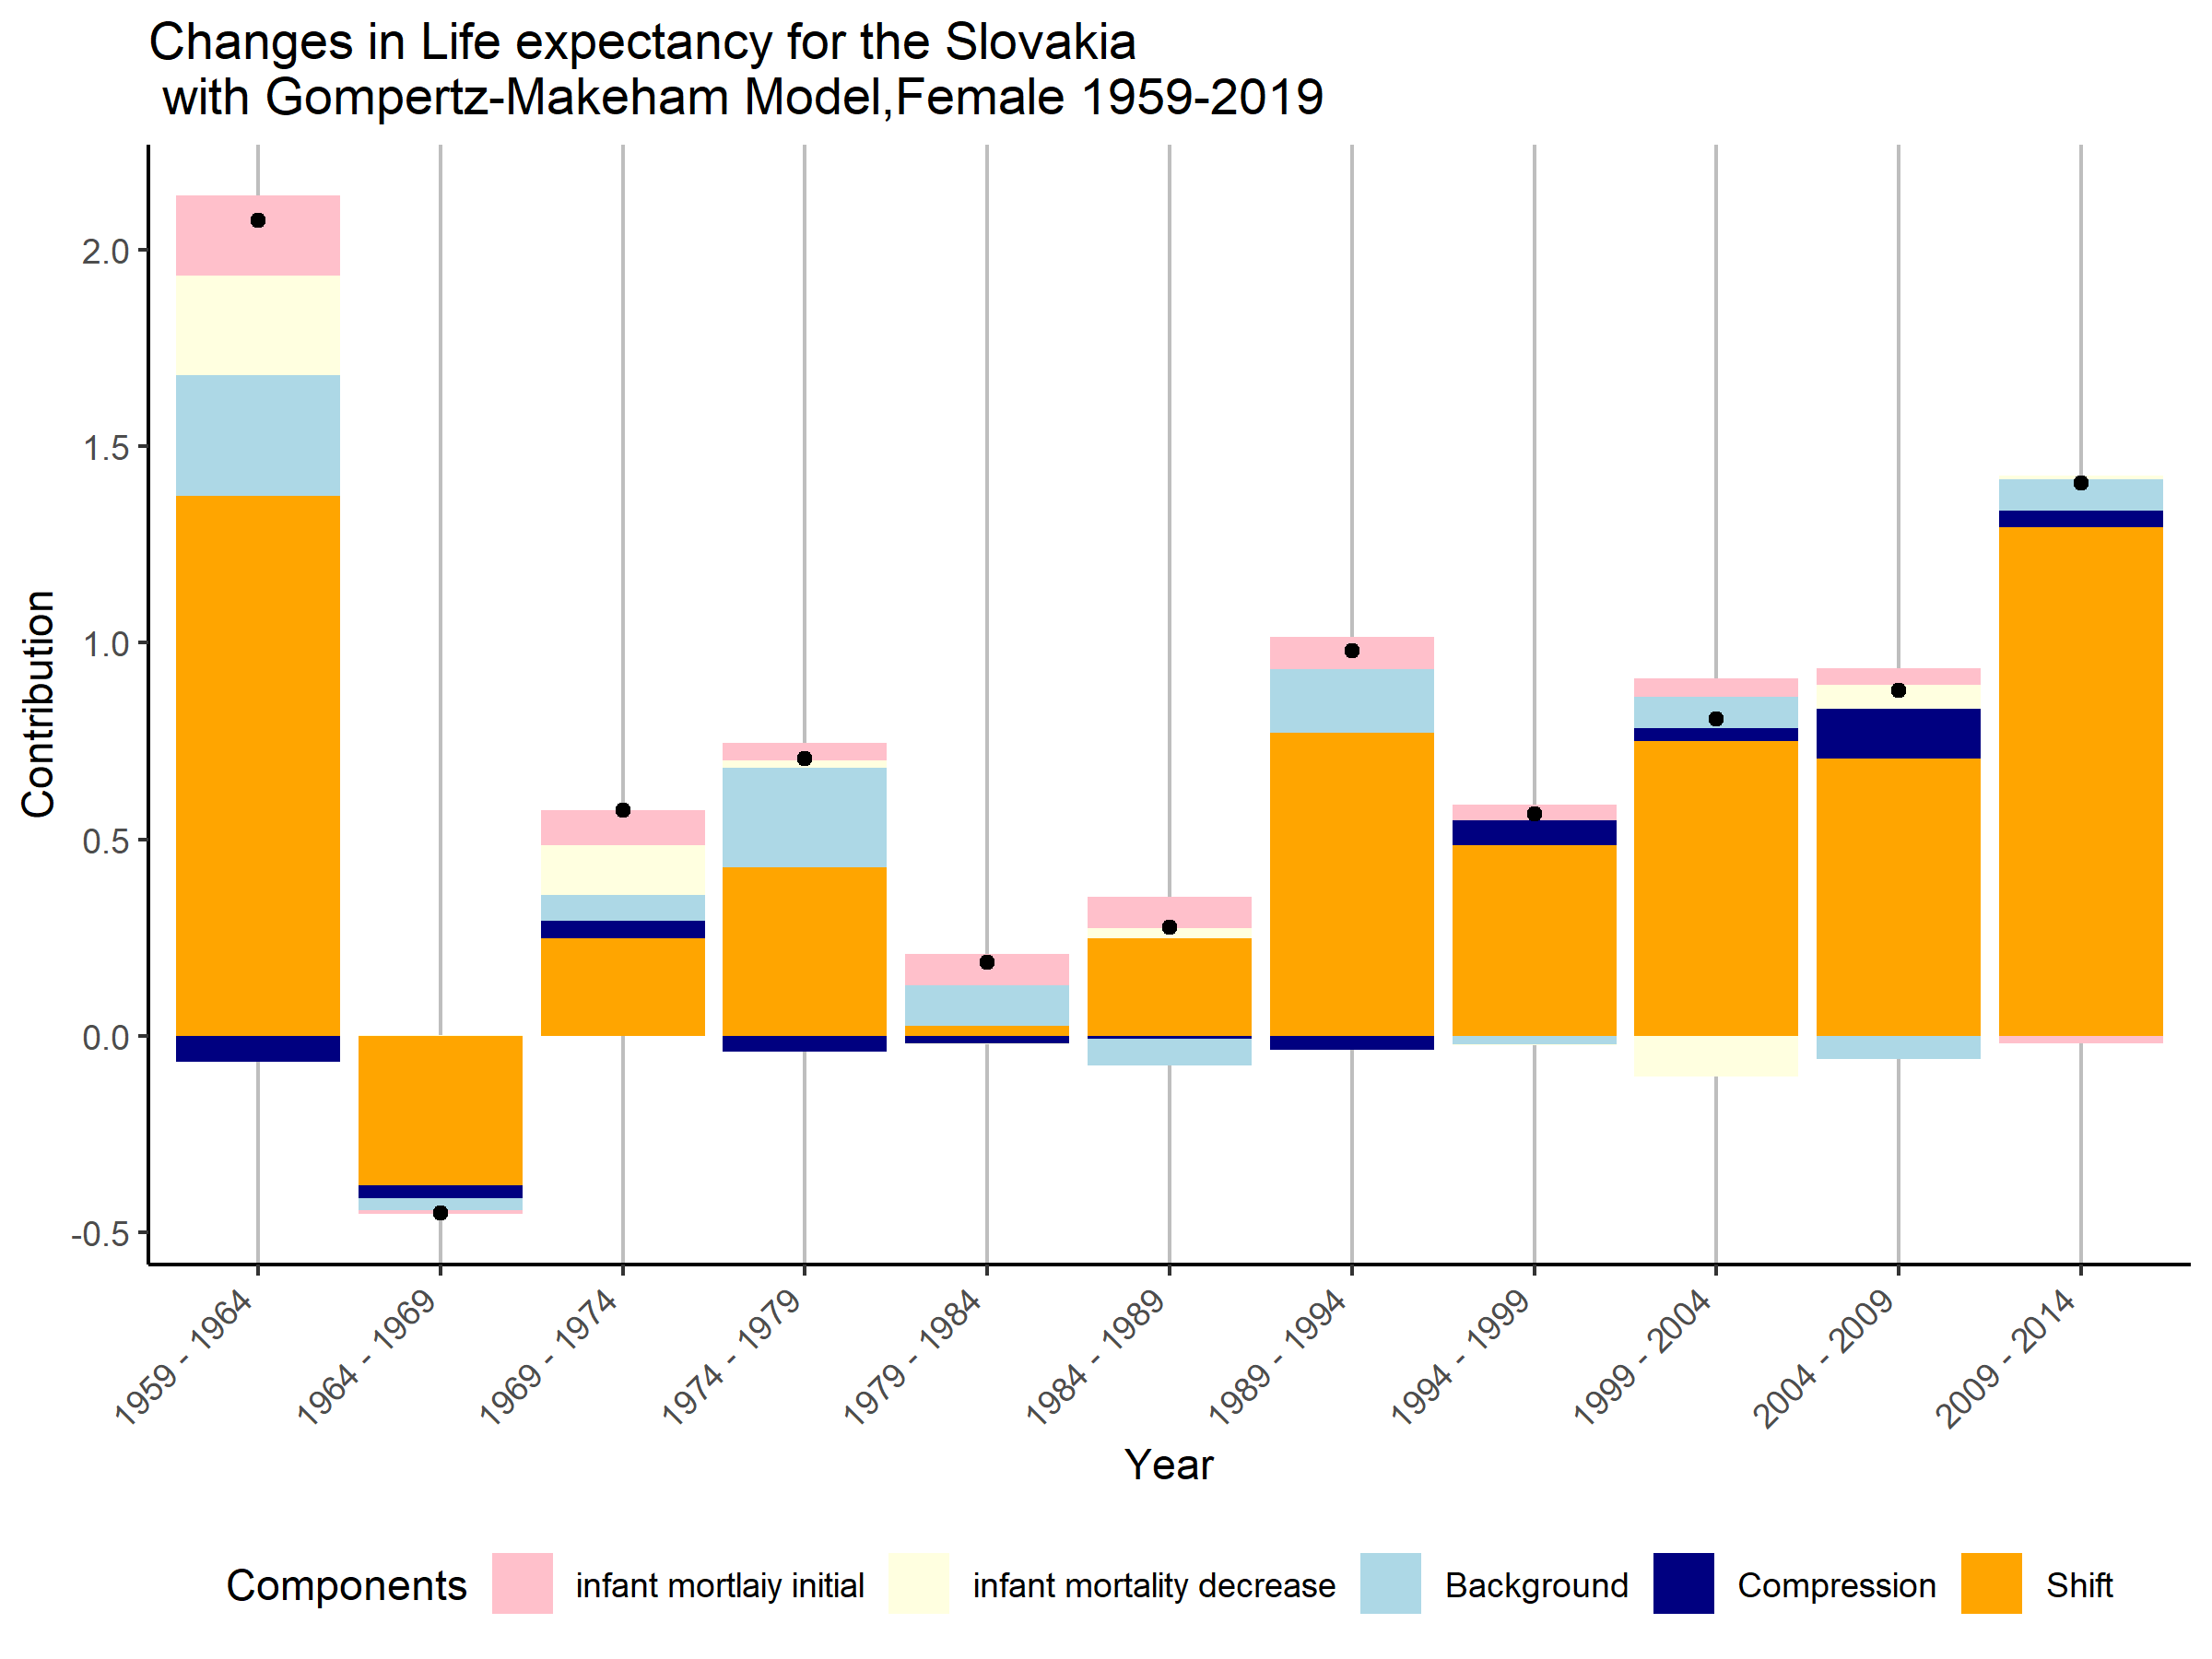 Changes in Life expectancy for the Slovakia
with Gompertz-Makeham Model,Female 1959-2019
Contribution
2.0
1.5
1.0
0.5
0.0
-0.5
1959 - 1964
1964 - 1969
1969 - 1974
1974 - 1979
1979 - 1984
1984 - 1989
1989 - 1994
1994 - 1999
1999 - 2004
2004 - 2009
2009 - 2014
Year
Components infant mortlaiy initial infant mortality decrease Background Compression Shift